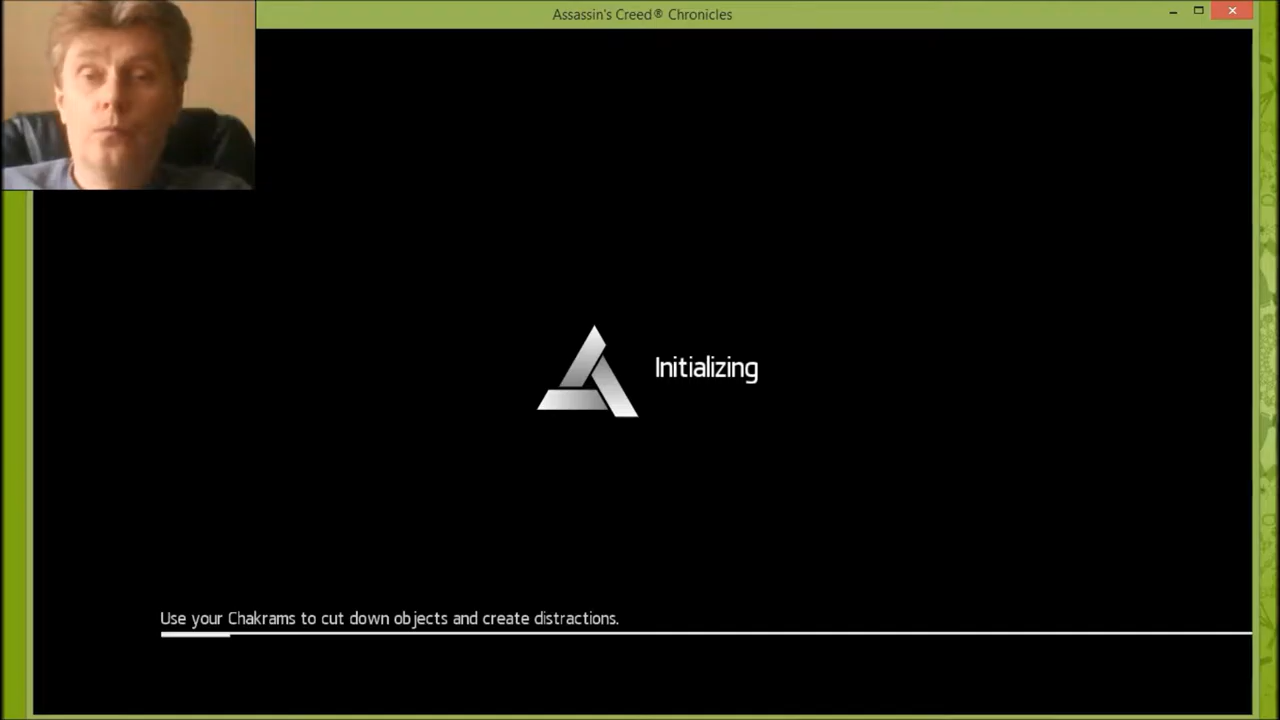 Assassin's Creed® Chronicles
Initializing
Use your Chakrams to cut down objects and create distractions.